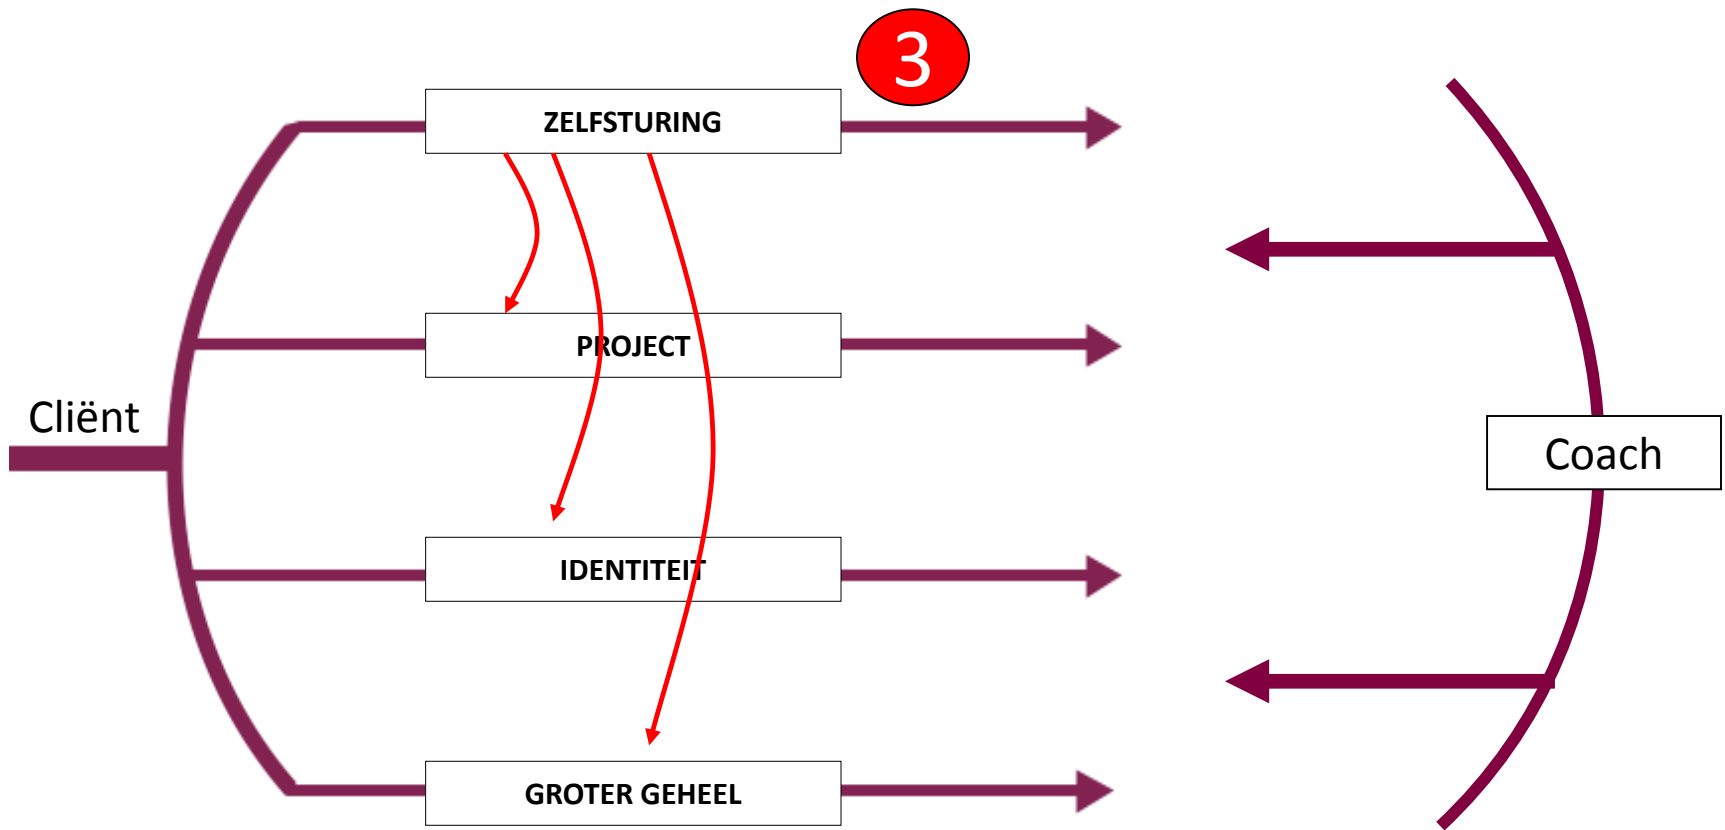 3
ZELFSTURING
PROJECT
Cliënt
Coach
IDENTITEIT
GROTER GEHEEL